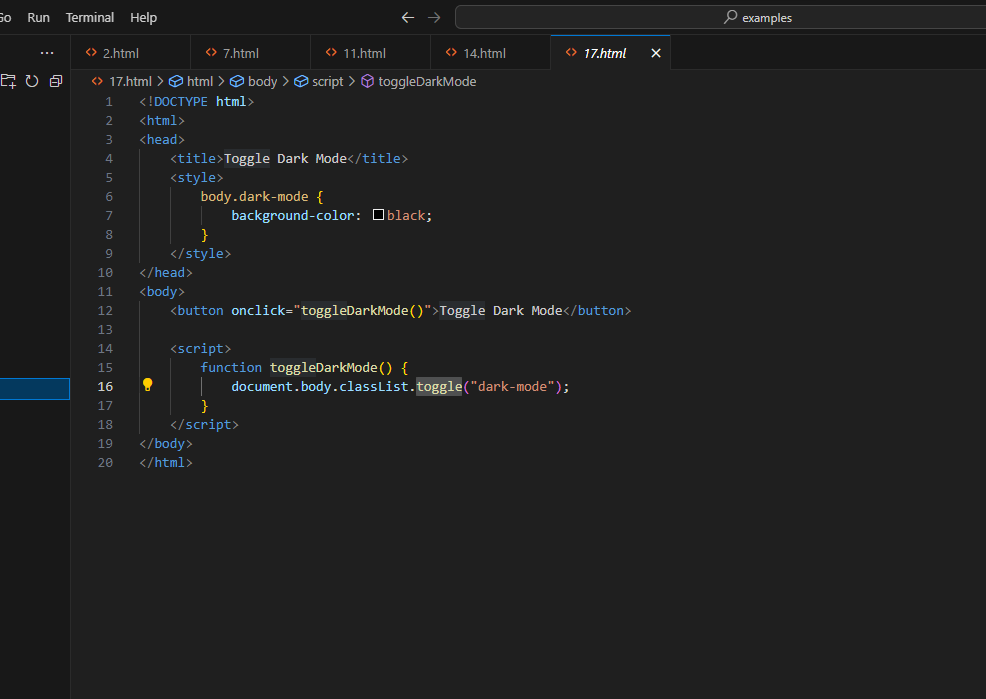 Run Terminal Help
examples
2.html 7.html 11.html 14.html 17.html
17.html > html > body > script > toggleDarkMode
1 <!DOCTYPE html>
2 <html>
3 <head>
4 <title>Toggle Dark Mode</title>
5 <style>
6 body.dark-mode {
7 background-color: black;
8 }
9 </style>
10 </head>
11 <body>
12 <button onclick="toggleDarkMode()">Toggle Dark Mode</button>
13
14 <script>
15 function toggleDarkMode() {
16 document.body.classList.toggle("dark-mode");
17 }
18 </script>
19 </body>
20 </html>